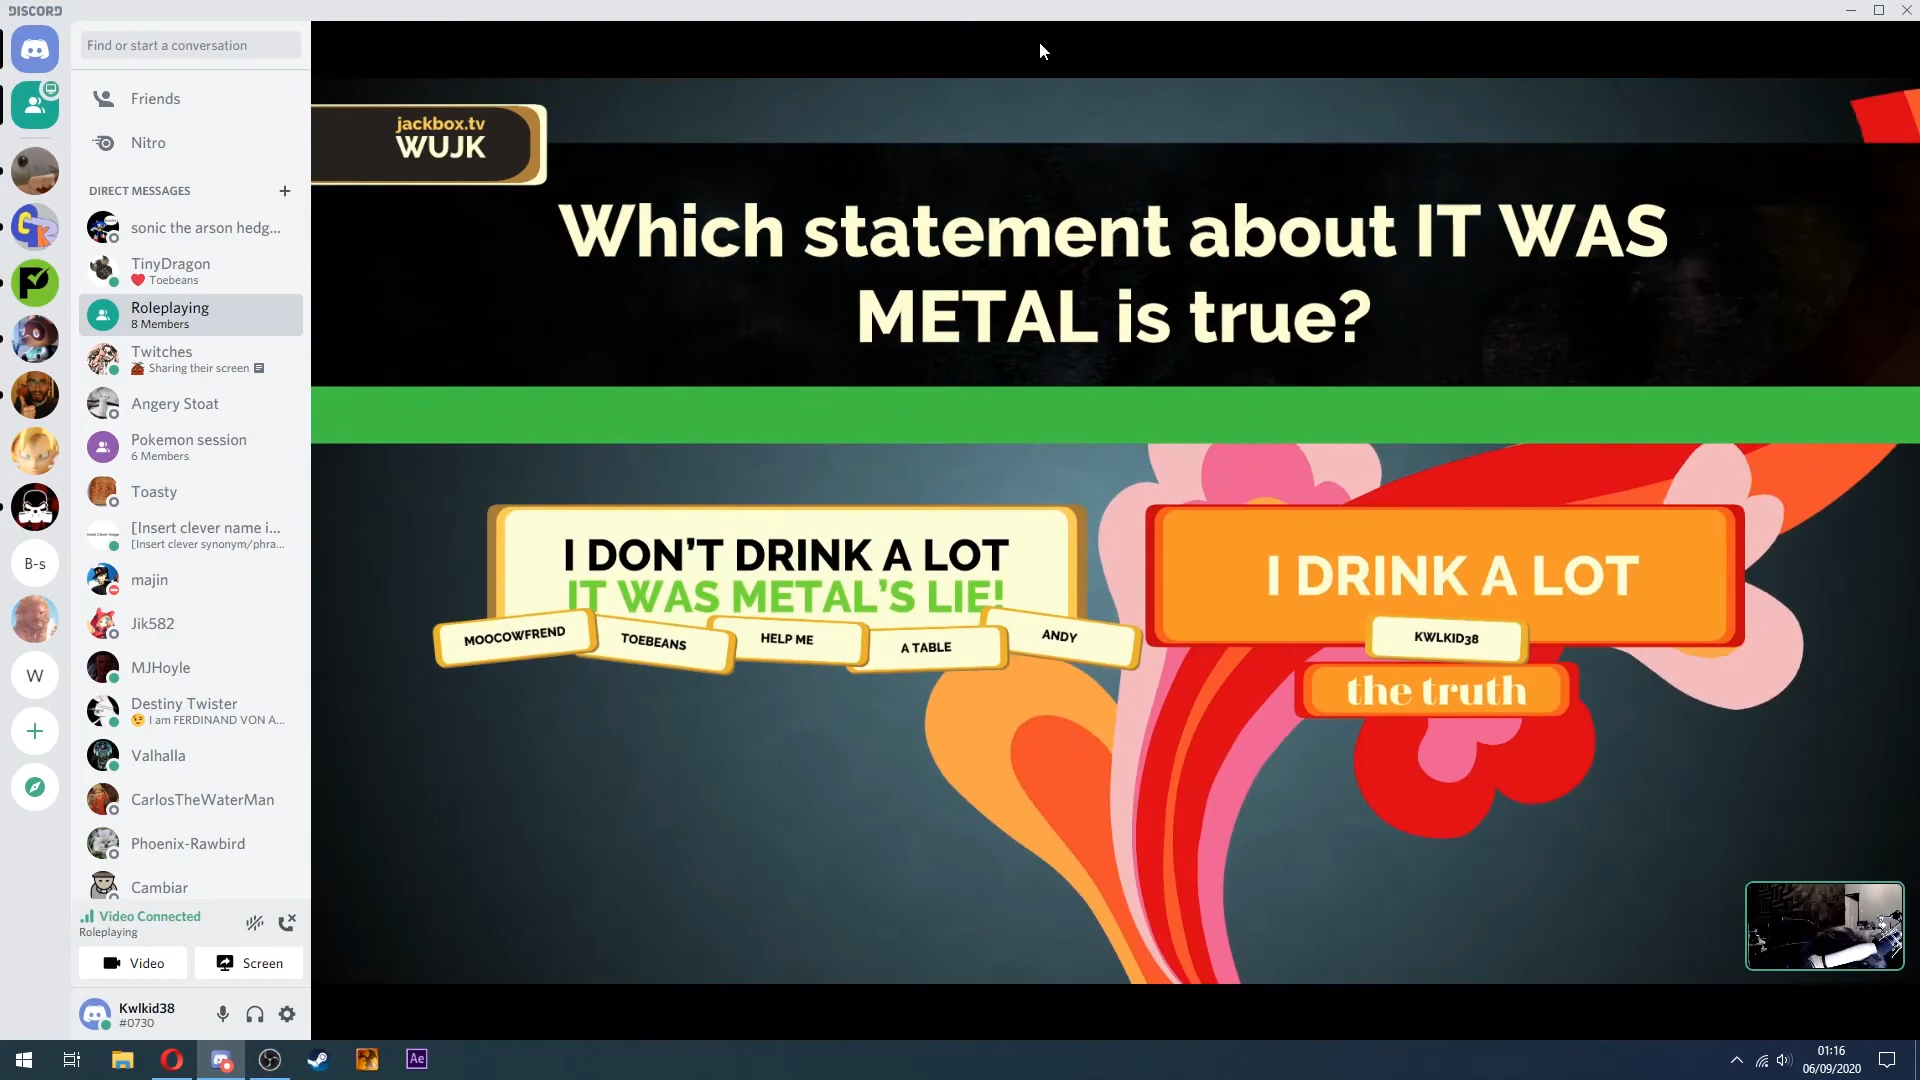 DISCORD
Find or start a conversation
Friends
Nitro
DIRECT MESSAGES
sonic the arson hedg...
TinyDragon
Toebeans
Roleplaying
8 Members
Twitches
Sharing their screen
Angery Stoat
Pokemon session
6 Members
Toasty
[Insert clever name i...
[Insert clever synonym/phra...
majin
Jik582
MJHoyle
Destiny Twister
I am FERDINAND VON A...
Valhalla
CarlosTheWaterMan
Phoenix-Rawbird
Cambiar
B-s
W
Video Connected
Roleplaying
Video
Screen
Kwlkid38
#0730
jackbox.tv
WUJK
Which statement about IT WAS
METAL is true?
I DON'T DRINK A LOT
IT WAS METAL'S LIE!
MOOCOWFREND
TOEBEANS
HELP ME
A TABLE
ANDY
I DRINK A LOT
KWLKID38
the truth
Ae
01:16
06/09/2020